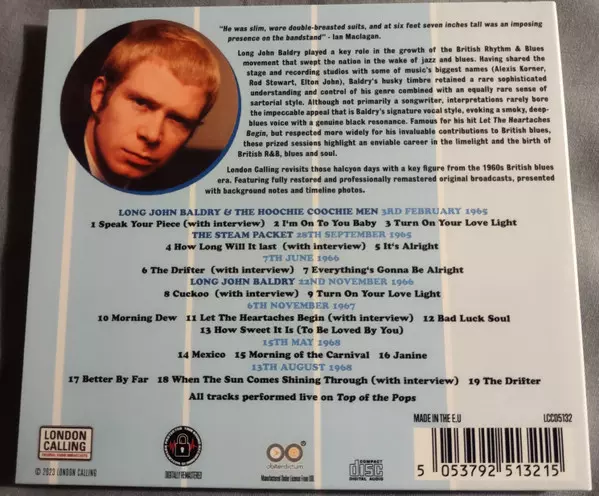 "He was slim, wore double-breasted suits, and at six feet seven inches tall was an imposing
presence on the bandstand" - Ian Maclagan.
Long John Baldry played a key role in the growth of the British Rhythm & Blues
movement that swept the nation in the wake of jazz and blues. Having shared the
stage and recording studios with some of music's biggest names (Alexis Korner,
Rod Stewart, Elton John), Baldry's husky timbre retained a rare sophisticated
understanding and control of his genre combined with an equally rare sense of
sartorial style. Although not primarily a songwriter, interpretations rarely bore
the impeccable appeal that is Baldry's signature vocal style, evoking a smoky, deep-
blues voice with a genuine black resonance. Famous for his hit Let The Heartaches
Begin, but respected more widely for his invaluable contributions to British blues,
these prized sessions highlight an enviable career in the limelight and the birth of
British R&B, blues and soul.
London Calling revisits those halcyon days with a key figure from the 1960s British blues
era. Featuring fully restored and professionally remastered original broadcasts, presented
with background notes and timeline photos.
LONG JOHN BALDRY & THE HOOCHIE COOCHIE MEN 3RD FEBRUARY 1965
1 Speak Your Piece (with interview) 2 I'm On To You Baby 3 Turn On Your Love Light
THE STEAM PACKET 28TH SEPTEMBER 1965
4 How Long Will It last (with interview) 5 It's Alright
7TH JUNE 1966
6 The Drifter (with interview) 7 Everything's Gonna Be Alright
LONG JOHN BALDRY 22ND NOVEMBER 1966
8 Cuckoo (with interview) 9 Turn On Your Love Light
6TH NOVEMBER 1967
10 Morning Dew 11 Let The Heartaches Begin (with interview) 12 Bad Luck Soul
13 How Sweet It Is (To Be Loved By You)
15TH MAY 1968
14 Mexico 15 Morning of the Carnival 16 Janine
13TH AUGUST 1968
17 Better By Far 18 When The Sun Comes Shining Through (with interview) 19 The Drifter
All tracks performed live on Top of the Pops
MADE IN THE E.U
LCCD5132
LONDON
CALLING
© 2023 LONDON CALLING
DIGITALLY REMASTERED
obiterdictum
COMPACT
disc
DIGITAL AUDIO
5 053792 513215